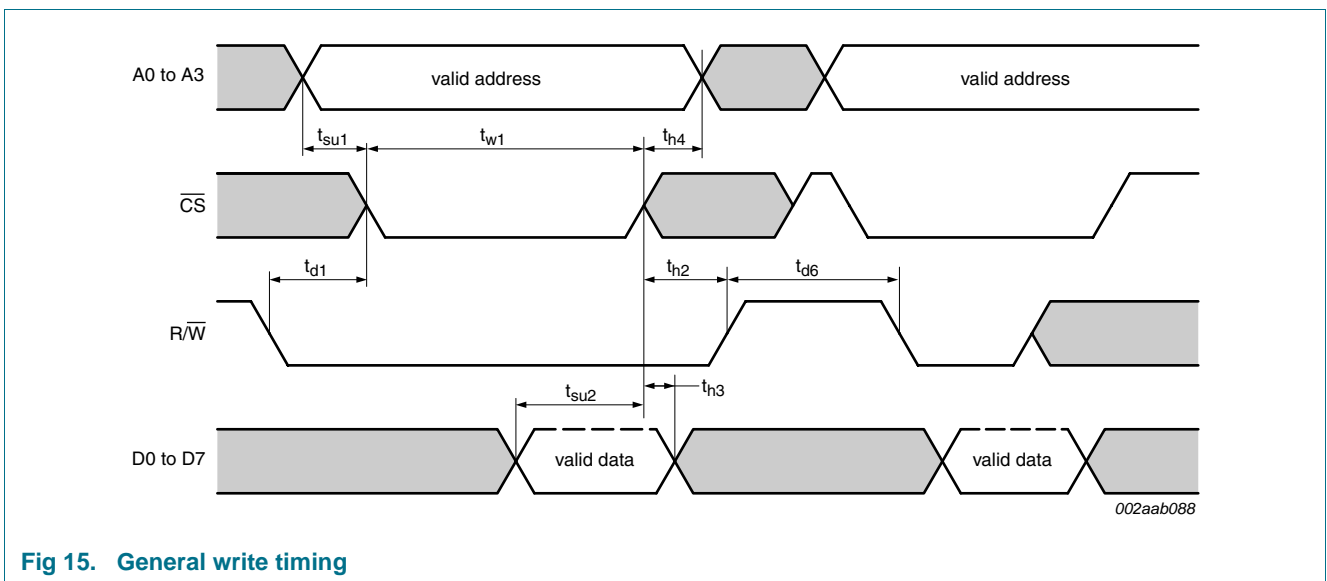 A0 to A3
valid address
valid address
tsu1
tw1
th4
CS
td1
th2
td6
R/W
tsu2
th3
D0 to D7
valid data
valid data
002aab088
Fig 15. General write timing